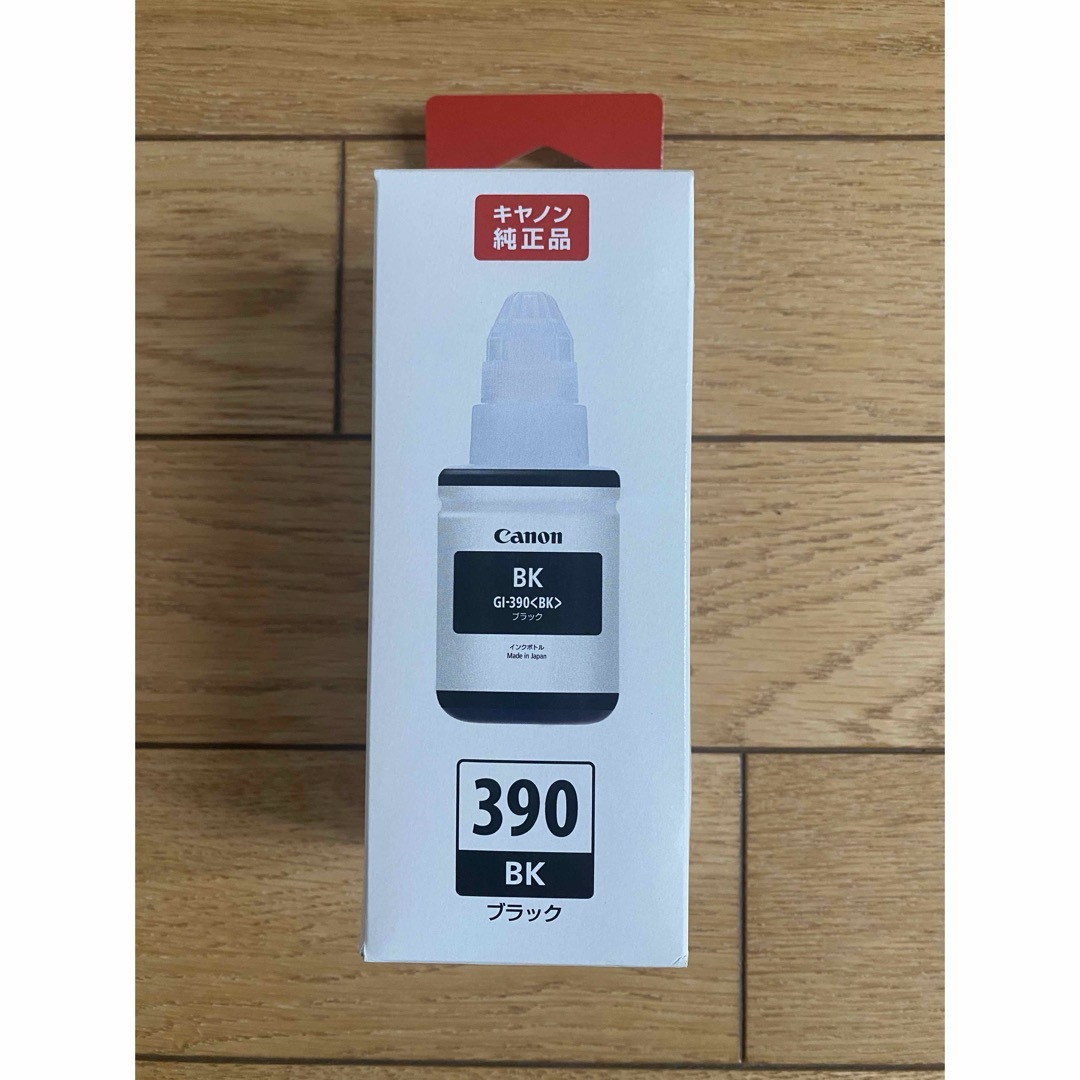 キヤノン
純正品
Canon
BK
GI-390<BK>
ブラック
インクボトル
Made in Japan
390
BK
ブラック